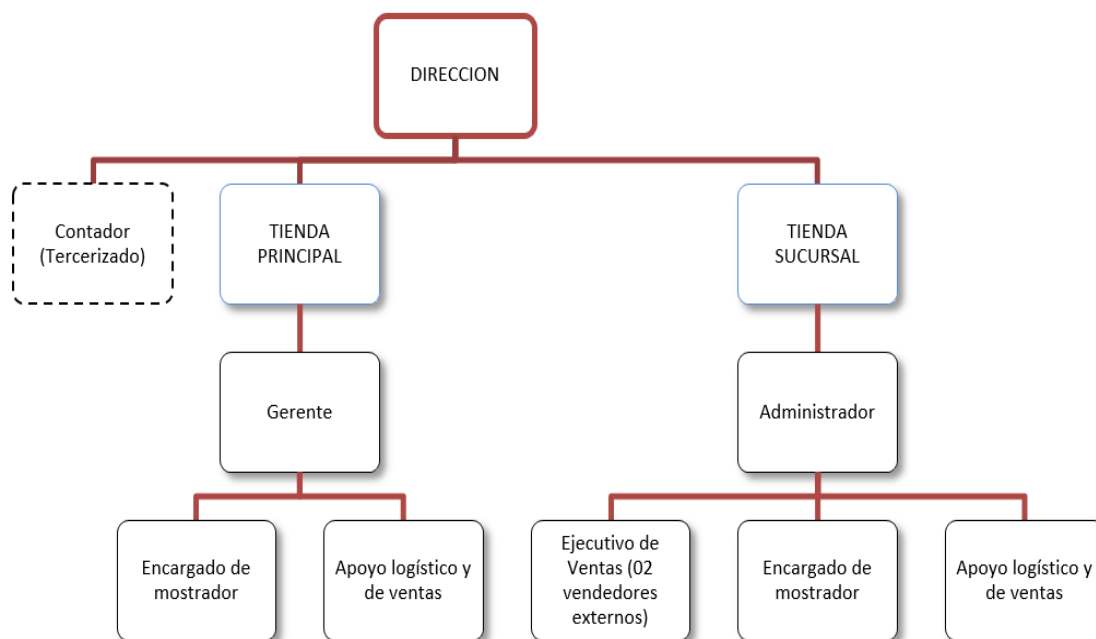 DIRECCION
Contador
(Tercerizado)
TIENDA
PRINCIPAL
TIENDA
SUCURSAL
Gerente
Administrador
Encargado de
mostrador
Apoyo logístico y
de ventas
Ejecutivo de
Ventas (02
vendedores
externos)
Encargado de
mostrador
Apoyo logístico y
de ventas